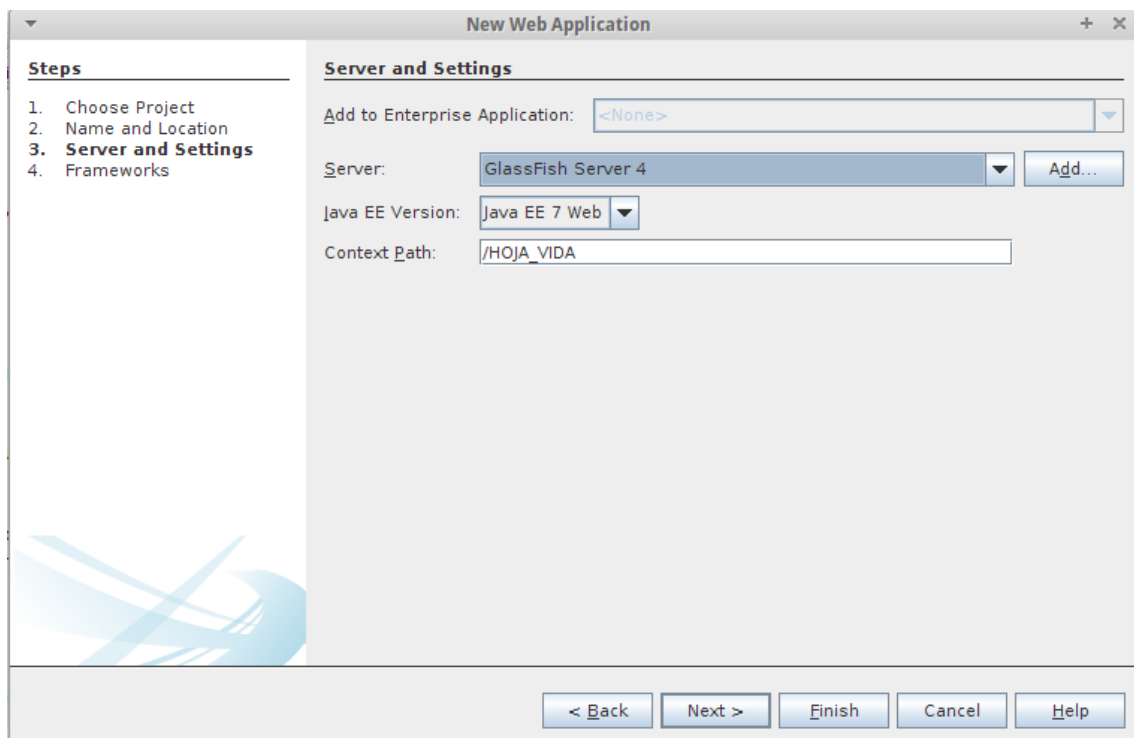 New Web Application
Steps
1. Choose Project
2. Name and Location
3. Server and Settings
4. Frameworks
Server and Settings
Add to Enterprise Application: <None>
Server: GlassFish Server 4 Add...
Java EE Version: Java EE 7 Web
Context Path: /HOJA_VIDA
< Back Next > Finish Cancel Help